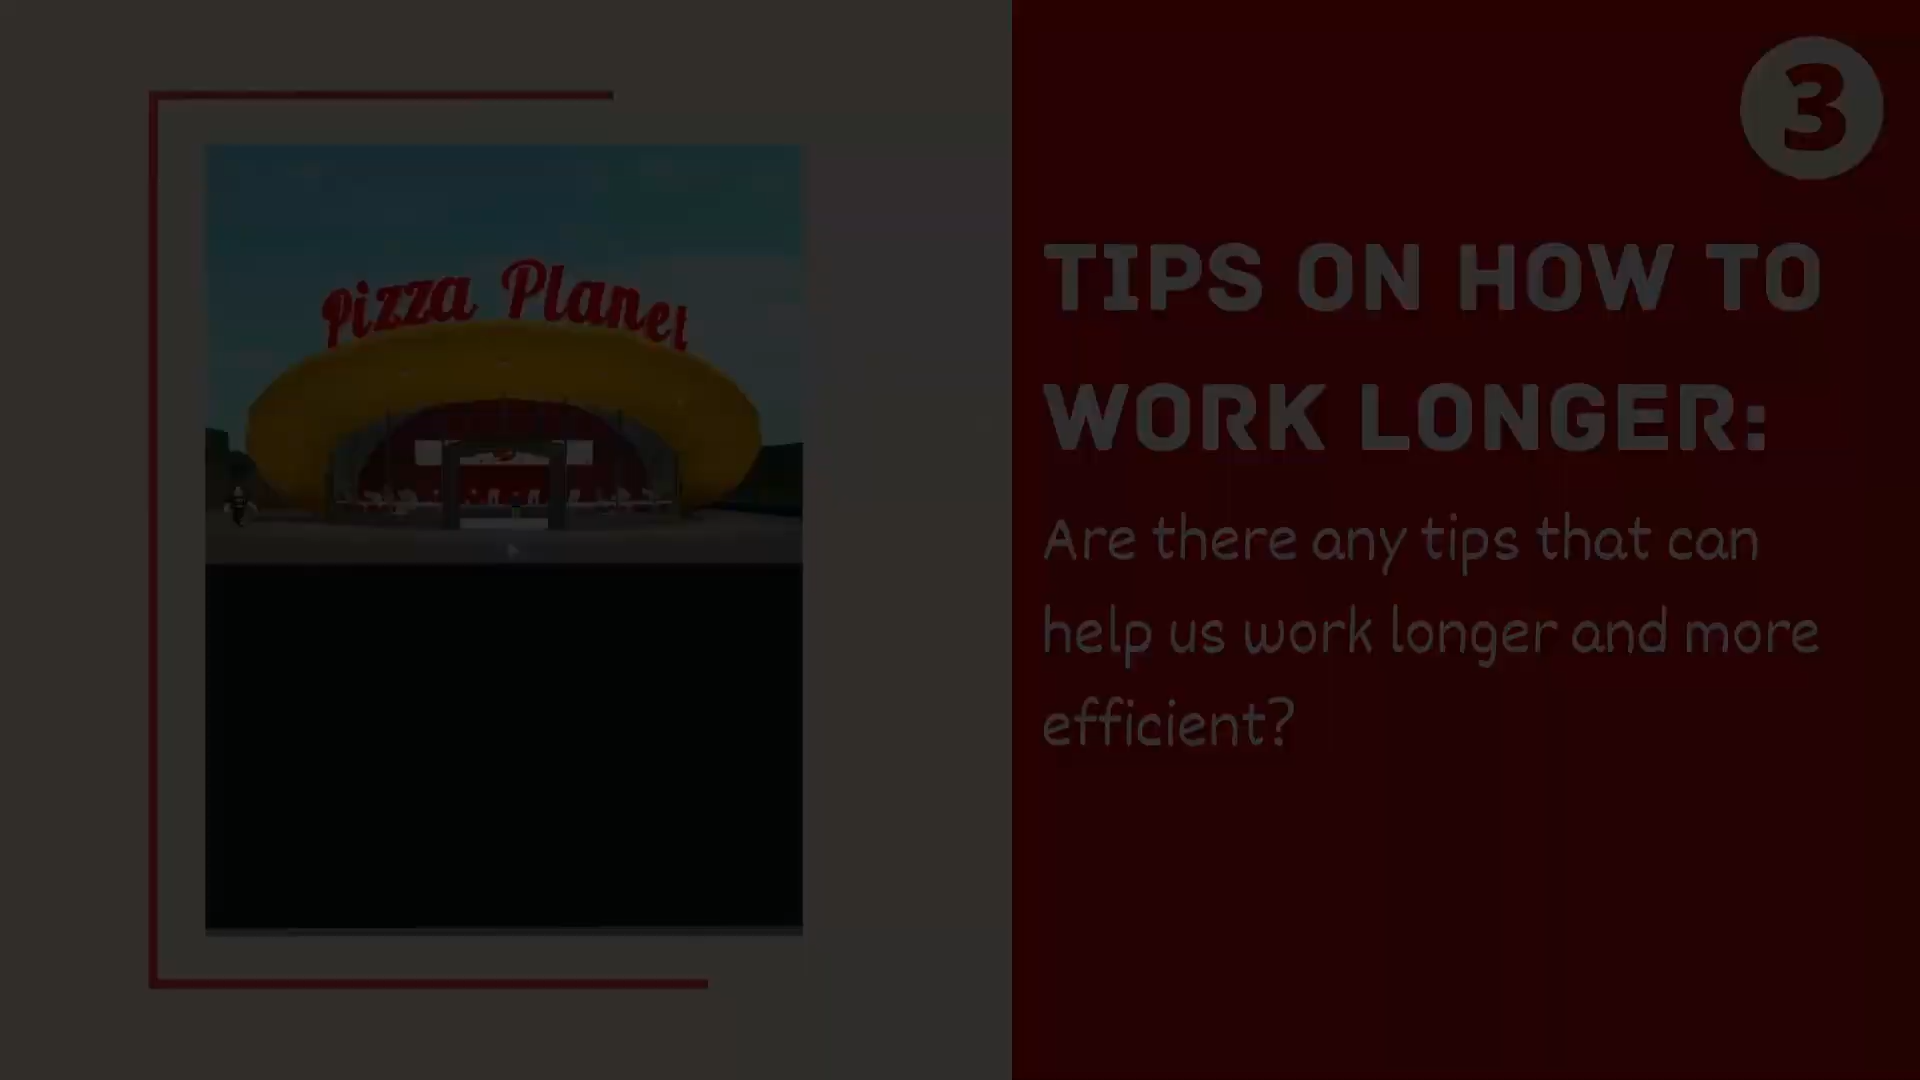 3
TIPS ON HOW TO
WORK LONGER:
Are there any tips that can
help us work longer and more
efficient?
Pizza Planet